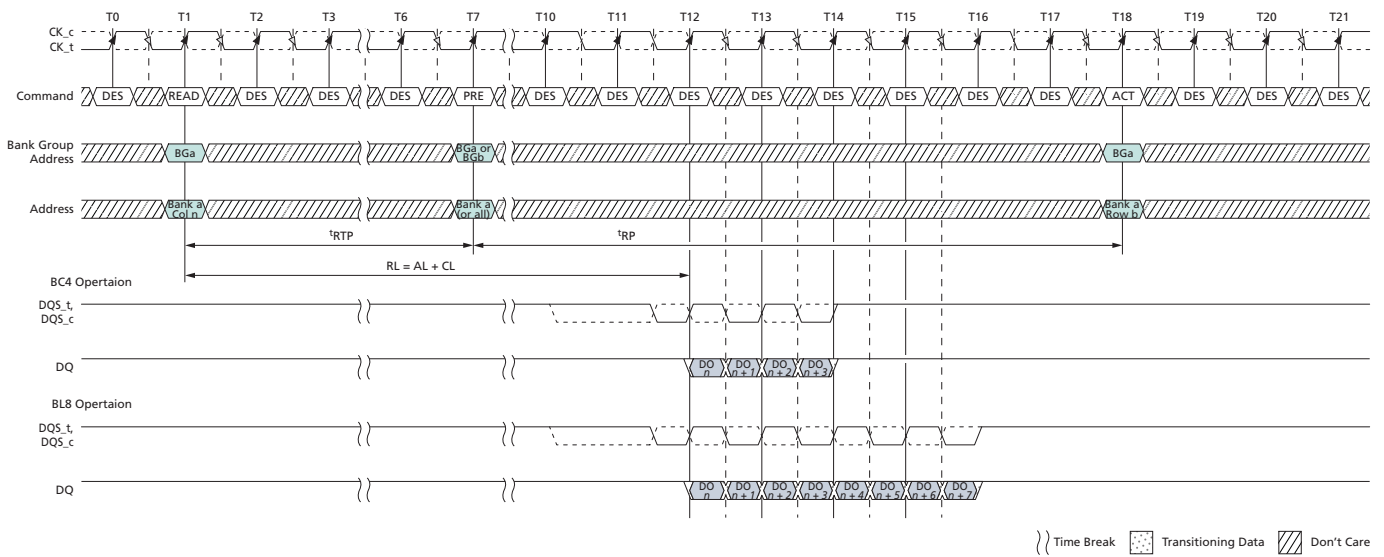 T0 T1 T2 T3 T6 T7 T10 T11 T12 T13 T14 T15 T16 T17 T18 T19 T20 T21
CK_c
CK_t
Command DES READ DES DES DES PRE DES DES DES DES DES DES DES DES ACT DES DES DES
Bank Group
Address
BGa
BGa or
BGb
BGa
Address
Bank a
Col n
Bank a
(or all)
Bank a
Row b
tRTP tRP
RL = AL + CL
BC4 Opertaion
DQS_t,
DQS_c
DQ
DO
n
DO
n + 1
DO
n + 2
DO
n + 3
BL8 Opertaion
DQS_t,
DQS_c
DQ
DO
n
DO
n + 1
DO
n + 2
DO
n + 3
DO
n + 4
DO
n + 5
DO
n + 6
DO
n + 7
Time Break Transitioning Data Don't Care